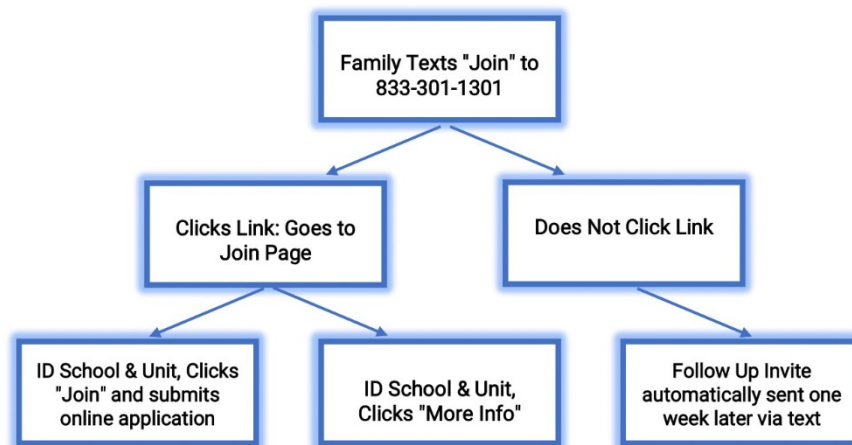 Family Texts "Join" to
833-301-1301
Clicks Link: Goes to
Join Page
Does Not Click Link
ID School & Unit, Clicks
"Join" and submits
online application
ID School & Unit,
Clicks "More Info"
Follow Up Invite
automatically sent one
week later via text